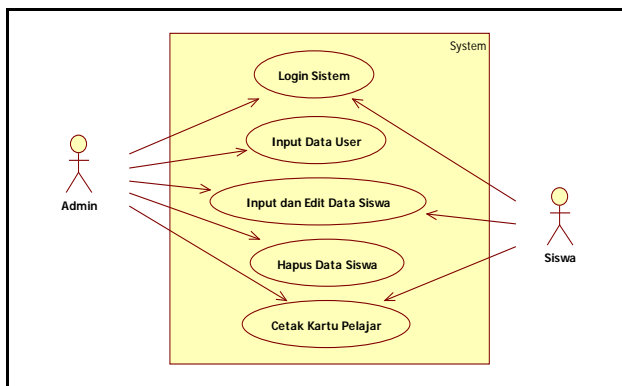 System
Login Sistem
Input Data User
Admin
Input dan Edit Data Siswa
Siswa
Hapus Data Siswa
Cetak Kartu Pelajar